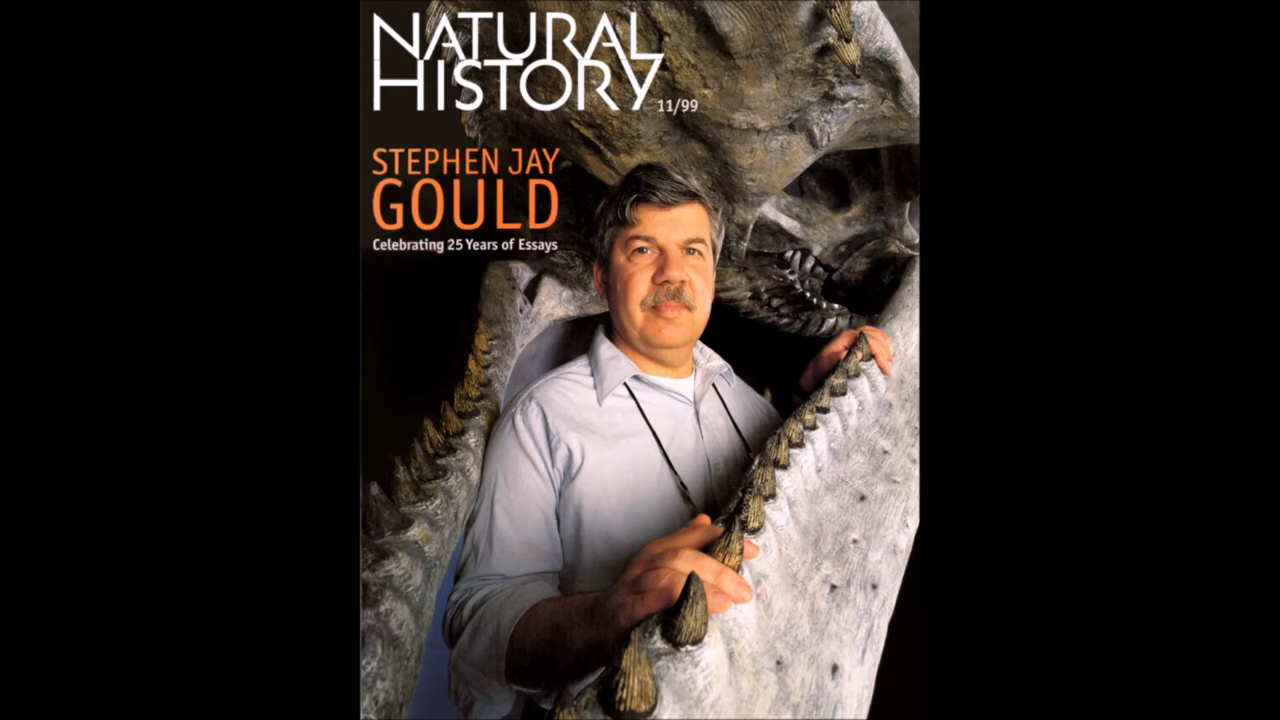 NATURAL
HISTORY
11/99
STEPHEN JAY
GOULD
Celebrating 25 Years of Essays